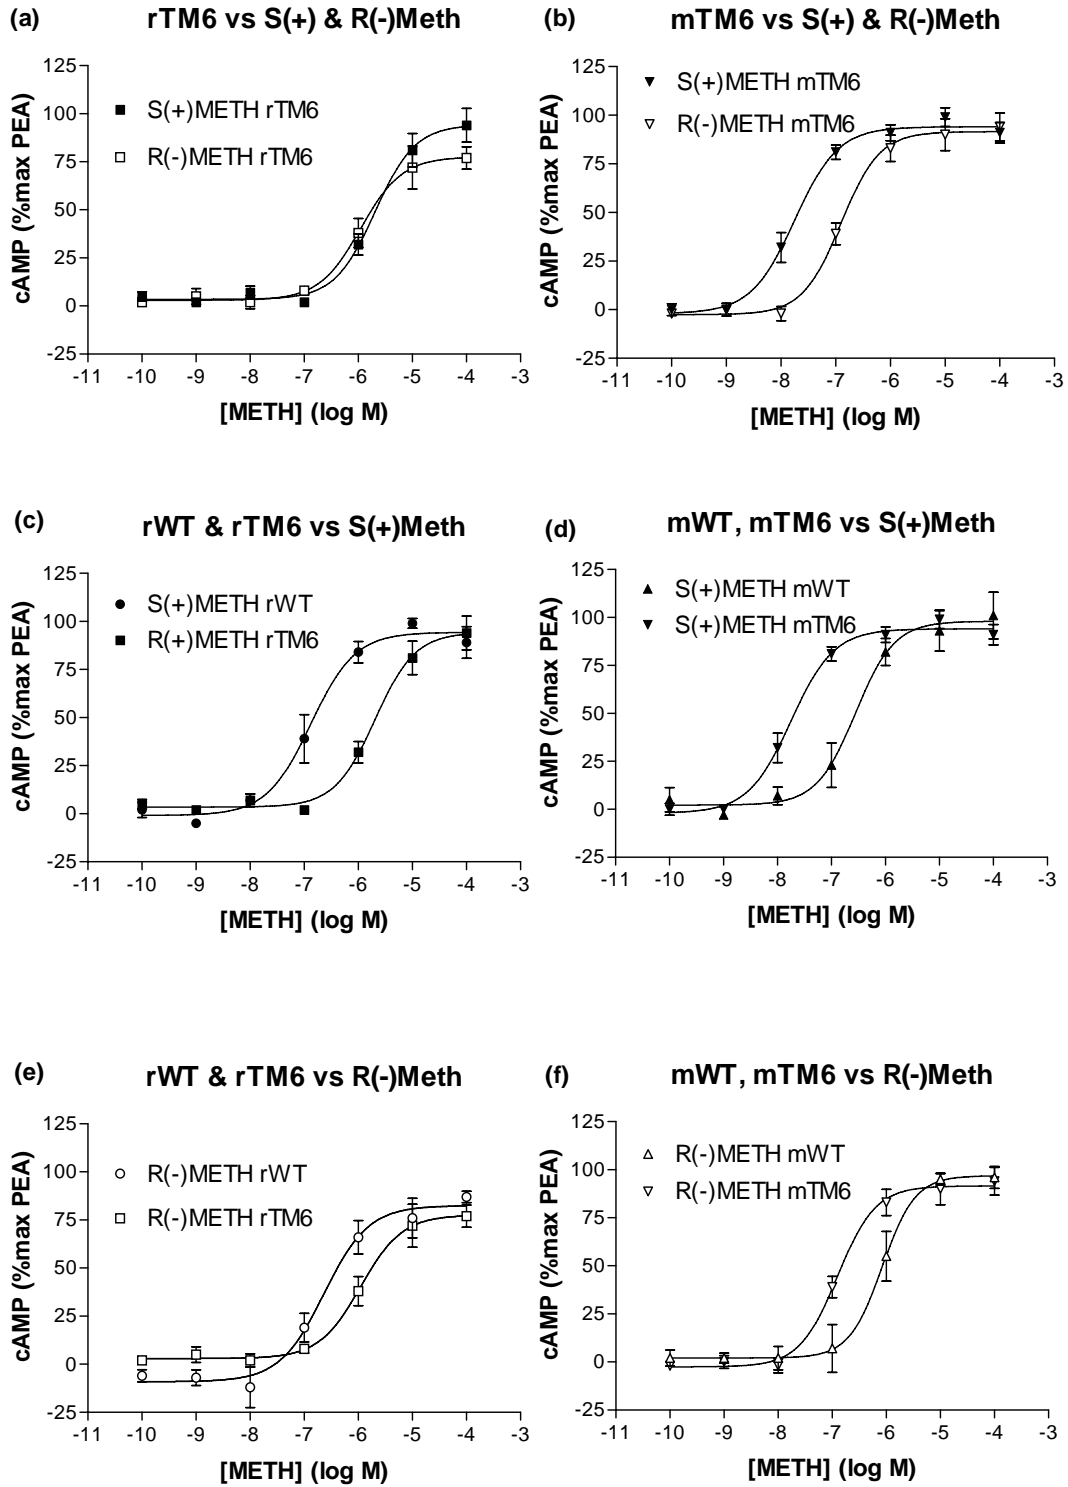 (a)
rTM6 vs S(+) & R(-)Meth
125
100
75
50
25
0
-25
cAMP (%max PEA)
S(+)METH rTM6
R(-)METH rTM6
-11 -10 -9 -8 -7 -6 -5 -4 -3
[METH] (log M)
(b)
mTM6 vs S(+) & R(-)Meth
125
100
75
50
25
0
-25
cAMP (%max PEA)
S(+)METH mTM6
R(-)METH mTM6
-11 -10 -9 -8 -7 -6 -5 -4 -3
[METH] (log M)
(c)
rWT & rTM6 vs S(+)Meth
125
100
75
50
25
0
-25
cAMP (%max PEA)
S(+)METH rWT
R(+)METH rTM6
-11 -10 -9 -8 -7 -6 -5 -4 -3
[METH] (log M)
(d)
mWT, mTM6 vs S(+)Meth
125
100
75
50
25
0
-25
cAMP (%max PEA)
S(+)METH mWT
S(+)METH mTM6
-11 -10 -9 -8 -7 -6 -5 -4 -3
[METH] (log M)
(e)
rWT & rTM6 vs R(-)Meth
125
100
75
50
25
0
-25
cAMP (%max PEA)
R(-)METH rWT
R(-)METH rTM6
-11 -10 -9 -8 -7 -6 -5 -4 -3
[METH] (log M)
(f)
mWT, mTM6 vs R(-)Meth
125
100
75
50
25
0
-25
cAMP (%max PEA)
R(-)METH mWT
R(-)METH mTM6
-11 -10 -9 -8 -7 -6 -5 -4 -3
[METH] (log M)